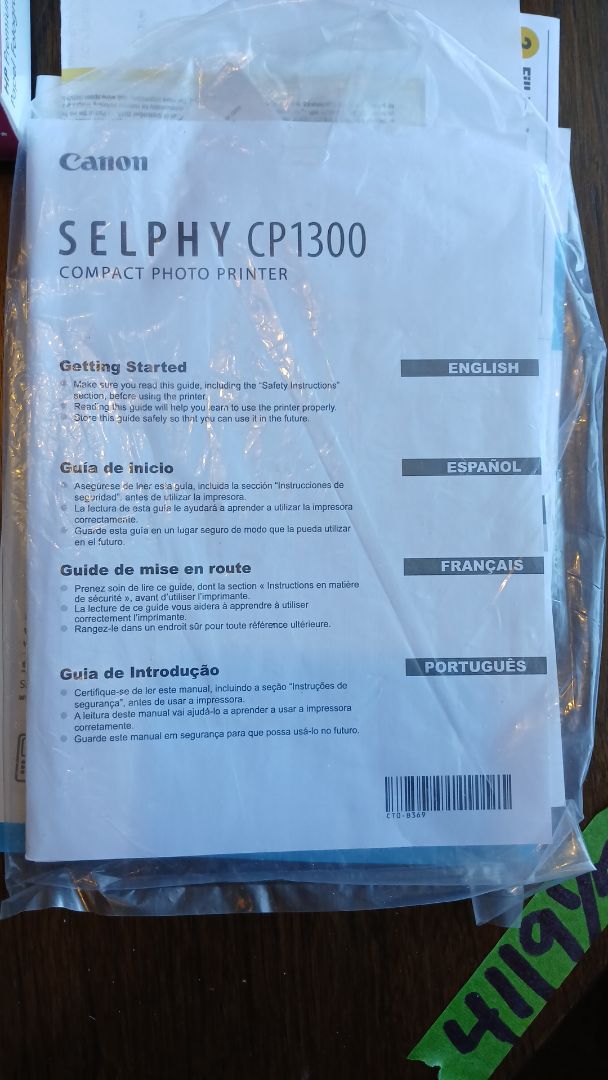 Canon
SELPHY CP1300
COMPACT PHOTO PRINTER
Getting Started
ENGLISH
Make sure you read this guide, including the "Safety Instructions"
section, before using the printer.
Reading this guide will help you learn to use the printer properly.
Store this guide safely so that you can use it in the future.
Guía de inicio
ESPAÑOL
Asegúrese de leer esta guía, incluida la sección "Instrucciones de
seguridad", antes de utilizar la impresora.
La lectura de esta guía le ayudará a aprender a utilizar la impresora
correctamente.
Guarde esta guía en un lugar seguro de modo que la pueda utilizar
en el futuro.
Guide de mise en route
FRANÇAIS
Prenez soin de lire ce guide, dont la section « Instructions en matière
de sécurité », avant d'utiliser l'imprimante.
La lecture de ce guide vous aidera à apprendre à utiliser
correctement l'imprimante.
Rangez-le dans un endroit sûr pour toute référence ultérieure.
Guia de Introdução
PORTUGUÊS
Certifique-se de ler este manual, incluindo a seção "Instruções de
segurança", antes de usar a impressora.
A leitura deste manual vai ajudá-lo a aprender a usar a impressora
corretamente.
Guarde este manual em segurança para que possa usá-lo no futuro.
CT0-B369
4119